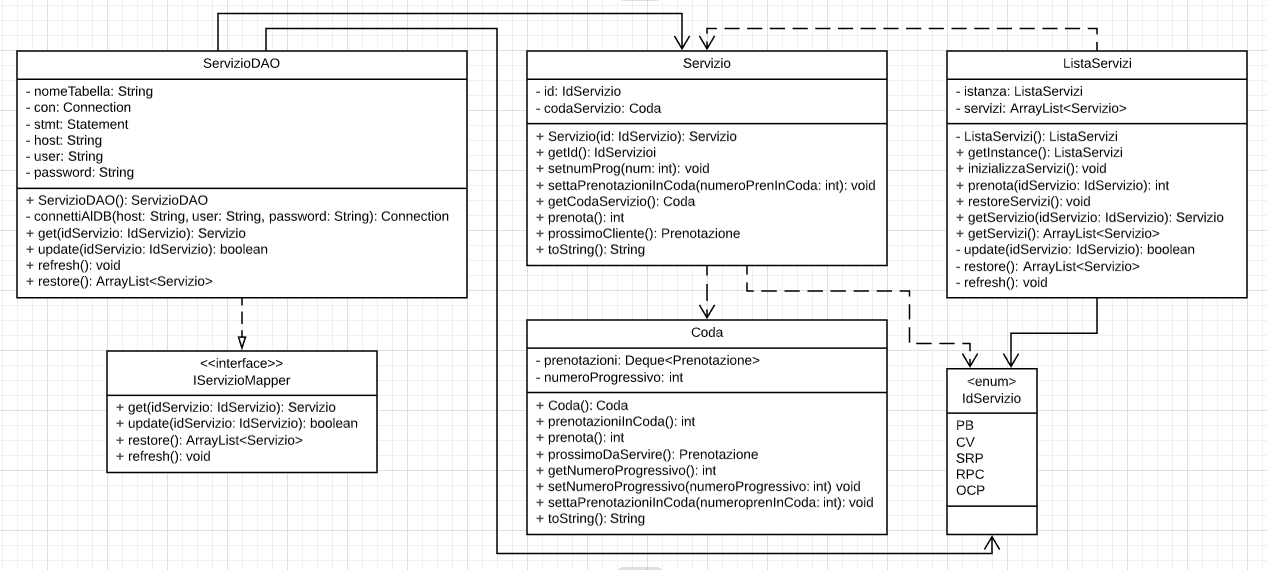 ServizioDAO
- nomeTabella: String
- con: Connection
- stmt: Statement
- host: String
- user: String
- password: String
+ ServizioDAO(): ServizioDAO
- connettiAlDB(host: String, user: String, password: String): Connection
+ get(idServizio: IdServizio): Servizio
+ update(idServizio: IdServizio): boolean
+ refresh(): void
+ restore(): ArrayList<Servizio>
<<interface>>
IServizioMapper
+ get(idServizio: IdServizio): Servizio
+ update(idServizio: IdServizio): boolean
+ restore(): ArrayList<Servizio>
+ refresh(): void
Servizio
- id: IdServizio
- codaServizio: Coda
+ Servizio(id: IdServizio): Servizio
+ getId(): IdServizioi
+ setnumProg(num: int): void
+ settaPrenotazioniInCoda(numeroPrenInCoda: int): void
+ getCodaServizio(): Coda
+ prenota(): int
+ prossimoCliente(): Prenotazione
+ toString(): String
Coda
- prenotazioni: Deque<Prenotazione>
- numeroProgressivo: int
+ Coda(): Coda
+ prenotazioniInCoda(): int
+ prenota(): int
+ prossimoDaServire(): Prenotazione
+ getNumeroProgressivo(): int
+ setNumeroProgressivo(numeroProgressivo: int) void
+ settaPrenotazioniInCoda(numeroprenInCoda: int): void
+ toString(): String
ListaServizi
- istanza: ListaServizi
- servizi: ArrayList<Servizio>
- ListaServizi(): ListaServizi
+ getInstance(): ListaServizi
+ inizializzaServizi(): void
+ prenota(idServizio: IdServizio): int
+ restoreServizi(): void
+ getServizio(idServizio: IdServizio): Servizio
+ getServizi(): ArrayList<Servizio>
- update(idServizio: IdServizio): boolean
- restore(): ArrayList<Servizio>
- refresh(): void
<enum>
IdServizio
PB
CV
SRP
RPC
OCP